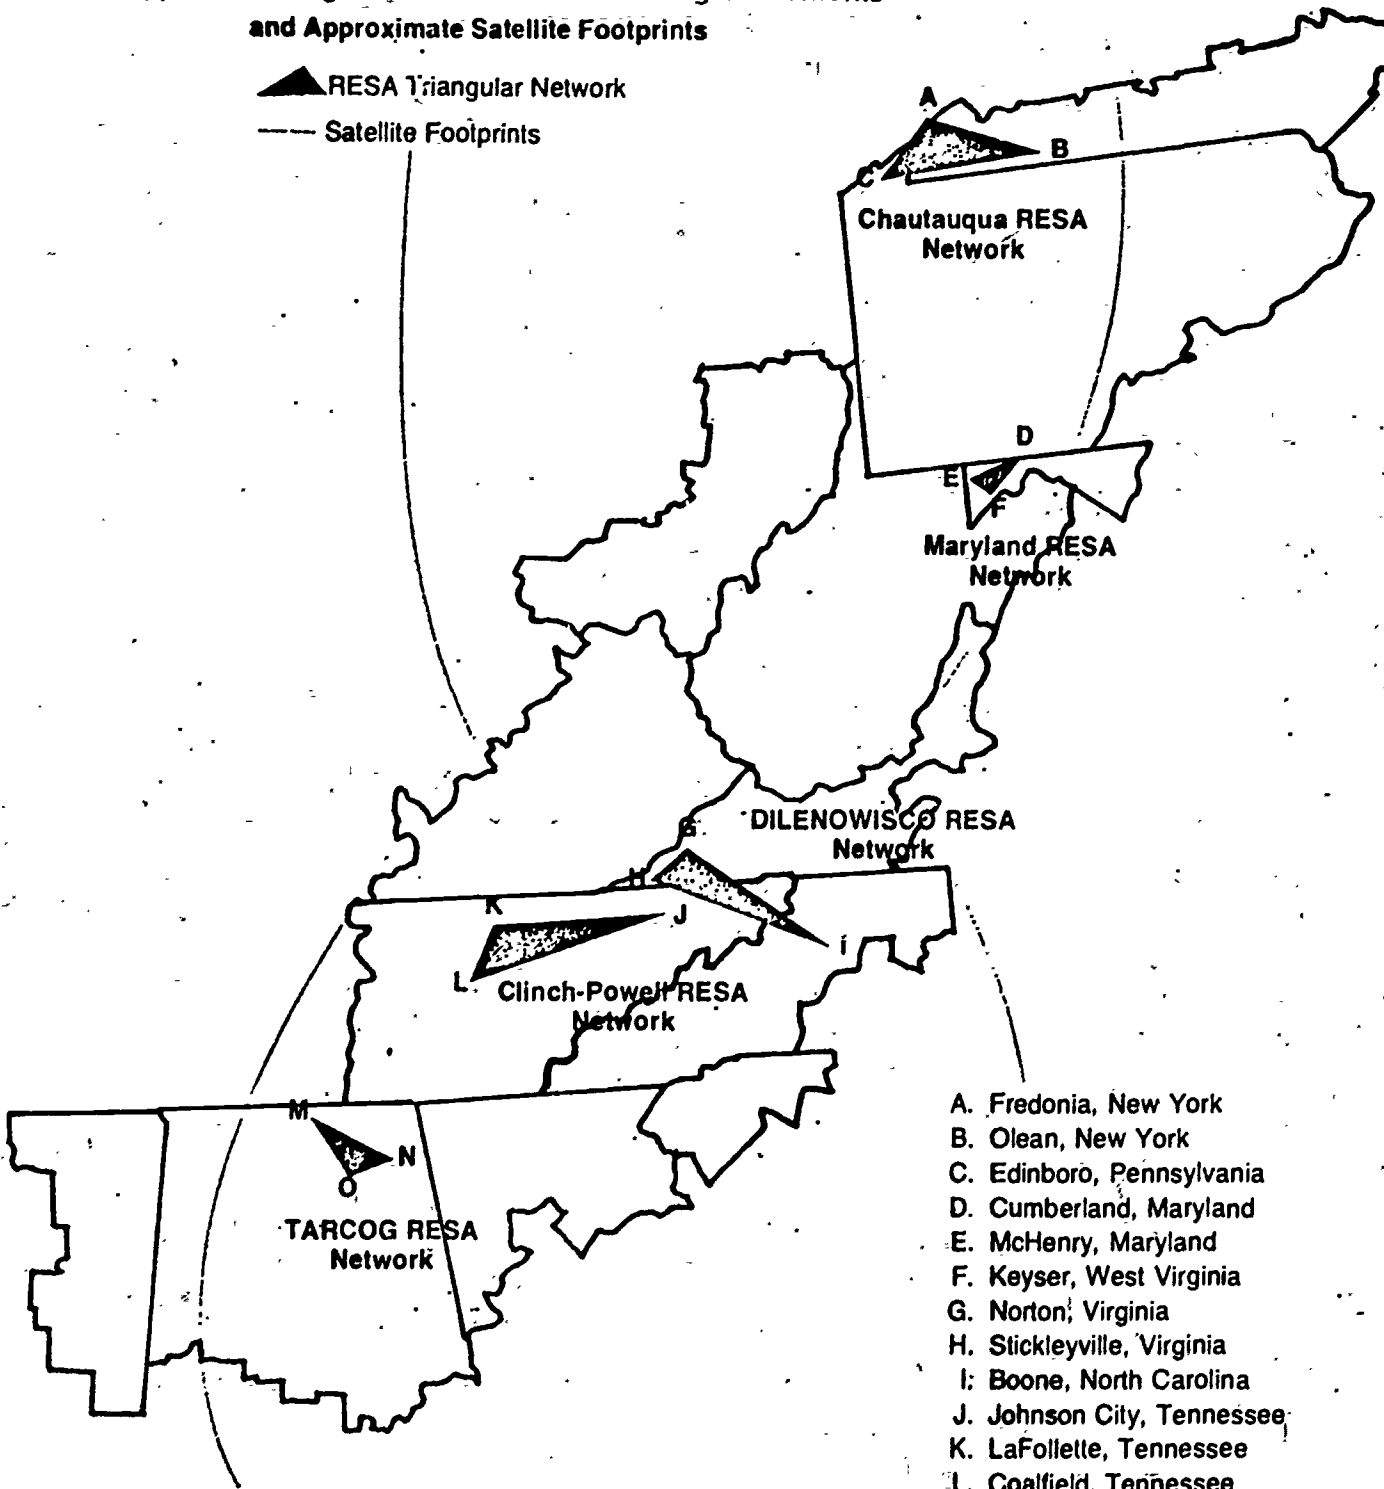 and Approximate Satellite Footprints
RESA Triangular Network
Satellite Footprints
A
B
C
Chautauqua RESA
Network
D
E
F
Maryland RESA
Network
DILENOWISCO RESA
Network
G
H
I
K
J
L
Clinch-Powell RESA
Network
M
N
O
TARCOG RESA
Network
A. Fredonia, New York
B. Olean, New York
C. Edinboro, Pennsylvania
D. Cumberland, Maryland
E. McHenry, Maryland
F. Keyser, West Virginia
G. Norton, Virginia
H. Stickleyville, Virginia
I. Boone, North Carolina
J. Johnson City, Tennessee
K. LaFollette, Tennessee
L. Coalfield, Tennessee